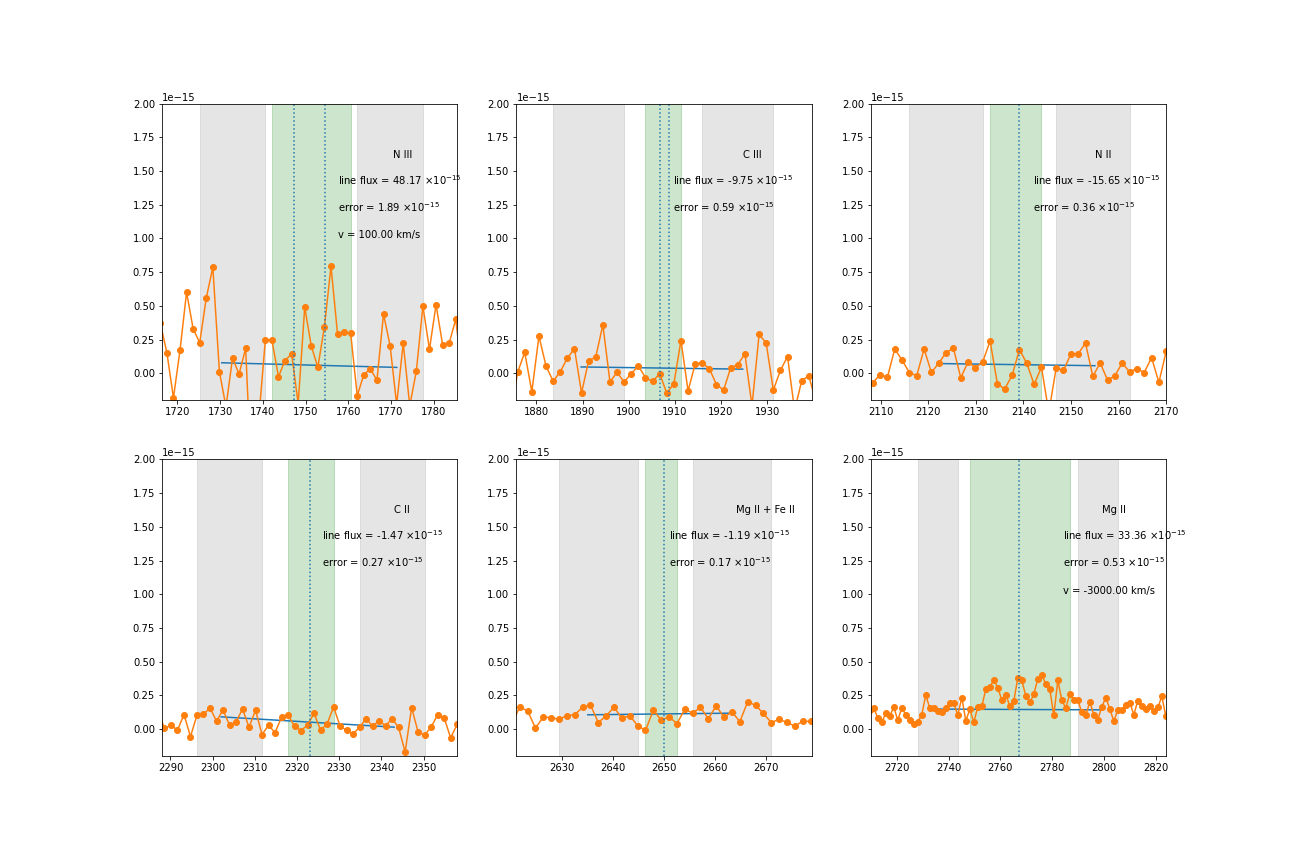 1e−15
2.00
1.75
1.50
1.25
1.00
0.75
0.50
0.25
0.00
N III
line flux = 48.17 ×10⁻¹⁵
error = 1.89 ×10⁻¹⁵
v = 100.00 km/s
1720 1730 1740 1750 1760 1770 1780
1e−15
2.00
1.75
1.50
1.25
1.00
0.75
0.50
0.25
0.00
C III
line flux = -9.75 ×10⁻¹⁵
error = 0.59 ×10⁻¹⁵
1880 1890 1900 1910 1920 1930
1e−15
2.00
1.75
1.50
1.25
1.00
0.75
0.50
0.25
0.00
N II
line flux = -15.65 ×10⁻¹⁵
error = 0.36 ×10⁻¹⁵
2110 2120 2130 2140 2150 2160 2170
1e−15
2.00
1.75
1.50
1.25
1.00
0.75
0.50
0.25
0.00
C II
line flux = -1.47 ×10⁻¹⁵
error = 0.27 ×10⁻¹⁵
2290 2300 2310 2320 2330 2340 2350
1e−15
2.00
1.75
1.50
1.25
1.00
0.75
0.50
0.25
0.00
Mg II + Fe II
line flux = -1.19 ×10⁻¹⁵
error = 0.17 ×10⁻¹⁵
2630 2640 2650 2660 2670
1e−15
2.00
1.75
1.50
1.25
1.00
0.75
0.50
0.25
0.00
Mg II
line flux = 33.36 ×10⁻¹⁵
error = 0.53 ×10⁻¹⁵
v = -3000.00 km/s
2720 2740 2760 2780 2800 2820